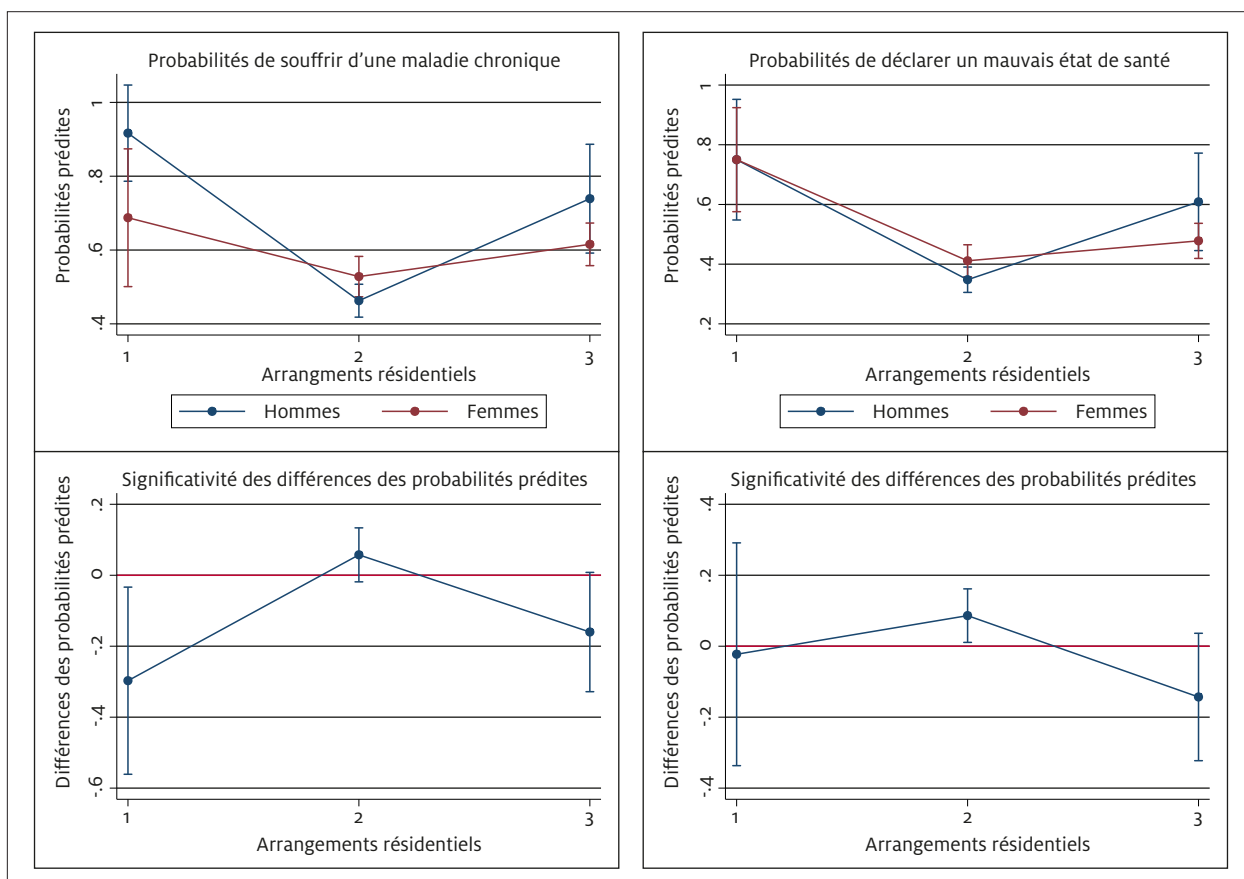 Probabilités de souffrir d'une maladie chronique
Probabilités prédites
1
.8
.6
.4
1
2
3
Arrangments résidentiels
Hommes
Femmes
Probabilités de déclarer un mauvais état de santé
Probabilités prédites
1
.8
.6
.4
.2
1
2
3
Arrangements résidentiels
Hommes
Femmes
Significativité des différences des probabilités prédites
Différences des probabilités prédites
.2
0
-.2
-.4
-.6
1
2
3
Arrangements résidentiels
Significativité des différences des probabilités prédites
Différences des probabilités prédites
.4
.2
0
-.2
-.4
1
2
3
Arrangements résidentiels